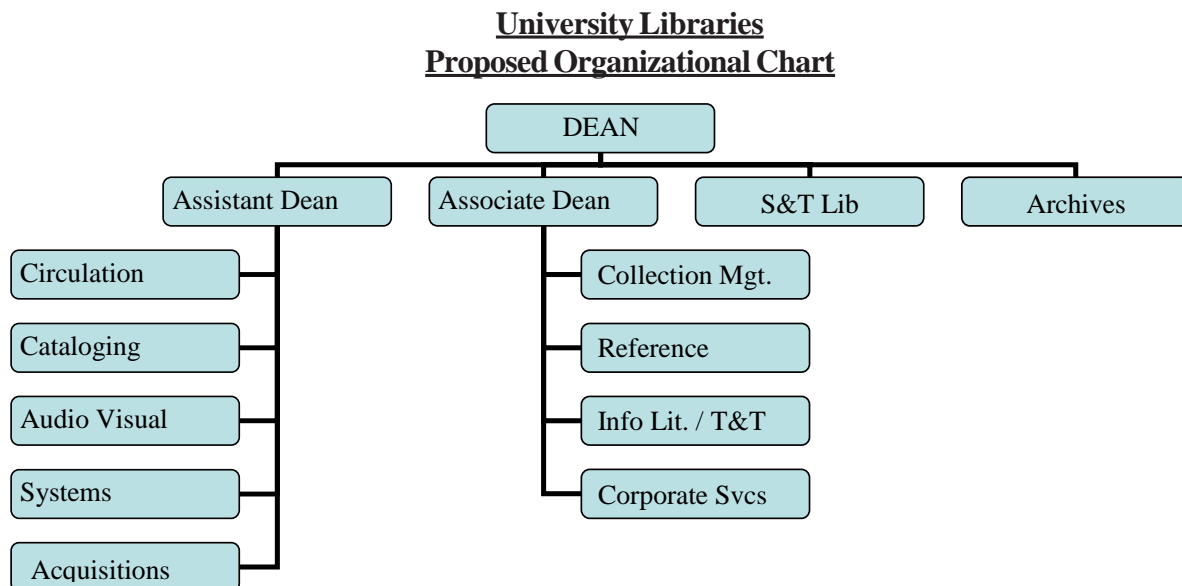 University Libraries
Proposed Organizational Chart
DEAN
Assistant Dean
Associate Dean
S&T Lib
Archives
Circulation
Collection Mgt.
Cataloging
Reference
Audio Visual
Info Lit. / T&T
Systems
Corporate Svcs
Acquisitions